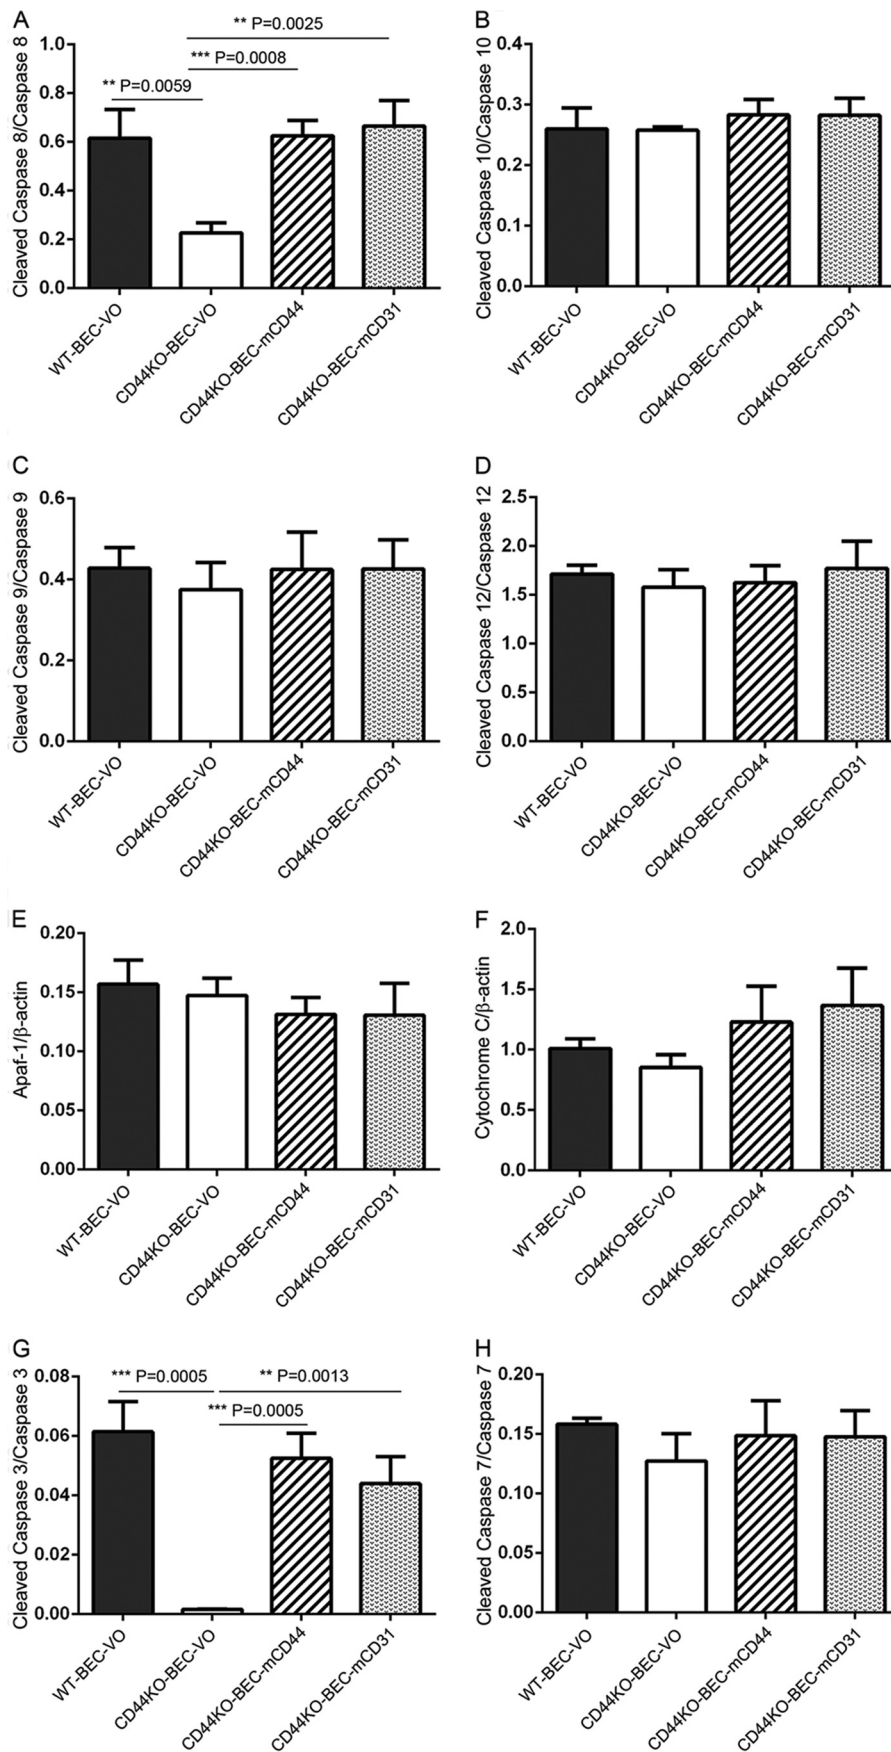 A
** P=0.0025
*** P=0.0008
** P=0.0059
Cleaved Caspase 8/Caspase 8
1.0
0.8
0.6
0.4
0.2
0.0
WT-BEC-VO
CD44KO-BEC-VO
CD44KO-BEC-mCD44
CD44KO-BEC-mCD31
B
Cleaved Caspase 10/Caspase 10
0.4
0.3
0.2
0.1
0.0
WT-BEC-VO
CD44KO-BEC-VO
CD44KO-BEC-mCD44
CD44KO-BEC-mCD31
C
Cleaved Caspase 9/Caspase 9
0.6
0.4
0.2
0.0
WT-BEC-VO
CD44KO-BEC-VO
CD44KO-BEC-mCD44
CD44KO-BEC-mCD31
D
Cleaved Caspase 12/Caspase 12
2.5
2.0
1.5
1.0
0.5
0.0
WT-BEC-VO
CD44KO-BEC-VO
CD44KO-BEC-mCD44
CD44KO-BEC-mCD31
E
Apaf-1/β-actin
0.20
0.15
0.10
0.05
0.00
WT-BEC-VO
CD44KO-BEC-VO
CD44KO-BEC-mCD44
CD44KO-BEC-mCD31
F
Cytochrome C/β-actin
2.0
1.5
1.0
0.5
0.0
WT-BEC-VO
CD44KO-BEC-VO
CD44KO-BEC-mCD44
CD44KO-BEC-mCD31
G
*** P=0.0005
** P=0.0013
*** P=0.0005
Cleaved Caspase 3/Caspase 3
0.08
0.06
0.04
0.02
0.00
WT-BEC-VO
CD44KO-BEC-VO
CD44KO-BEC-mCD44
CD44KO-BEC-mCD31
H
Cleaved Caspase 7/Caspase 7
0.20
0.15
0.10
0.05
0.00
WT-BEC-VO
CD44KO-BEC-VO
CD44KO-BEC-mCD44
CD44KO-BEC-mCD31